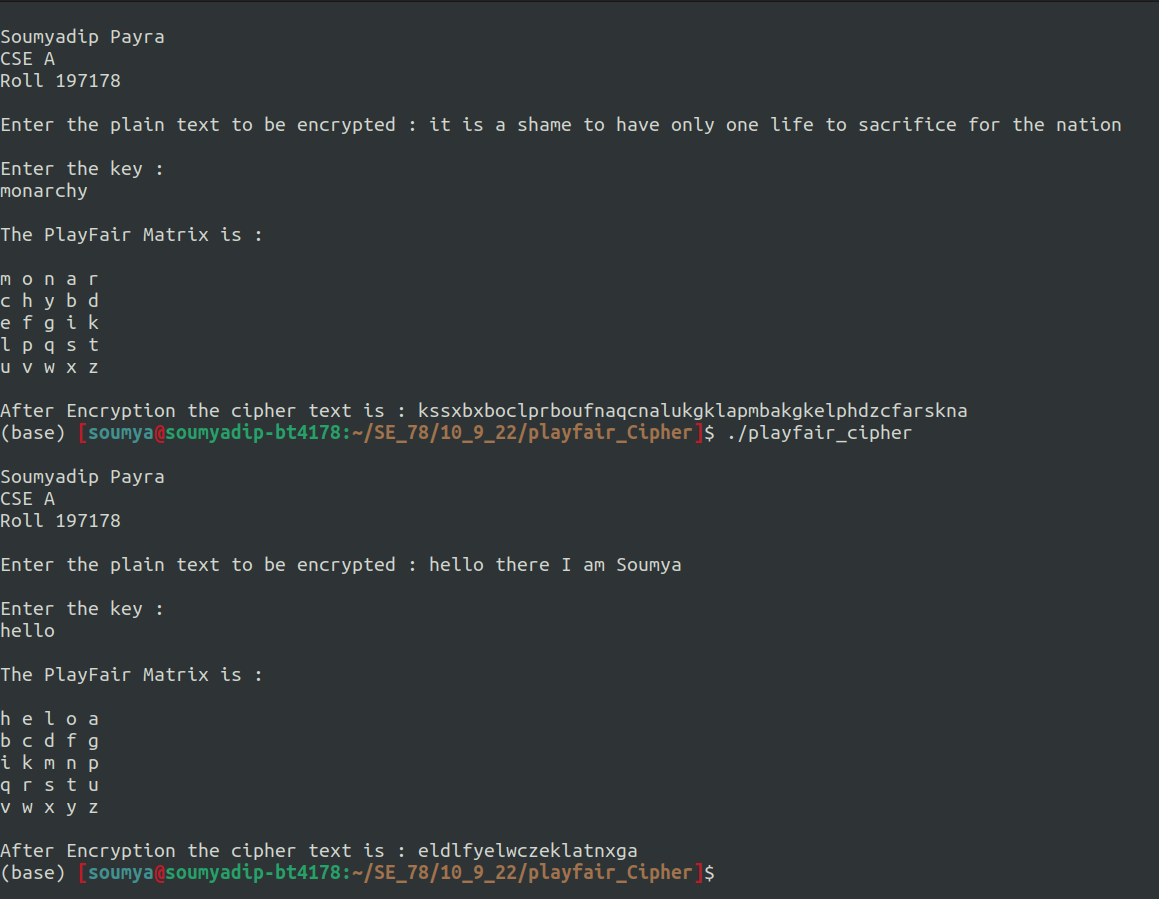 Soumyadip Payra
CSE A
Roll 197178
Enter the plain text to be encrypted : it is a shame to have only one life to sacrifice for the nation
Enter the key :
monarchy
The PlayFair Matrix is :
m o n a r
c h y b d
e f g i k
l p q s t
u v w x z
After Encryption the cipher text is : kssxbxboclprboufnaqcnalukgklapmbakgkelphdzcfarskna
(base) [soumya@soumyadip-bt4178:~/SE_78/10_9_22/playfair_Cipher]$ ./playfair_cipher
Soumyadip Payra
CSE A
Roll 197178
Enter the plain text to be encrypted : hello there I am Soumya
Enter the key :
hello
The PlayFair Matrix is :
h e l o a
b c d f g
i k m n p
q r s t u
v w x y z
After Encryption the cipher text is : eldlfyelwczeklatnxga
(base) [soumya@soumyadip-bt4178:~/SE_78/10_9_22/playfair_Cipher]$